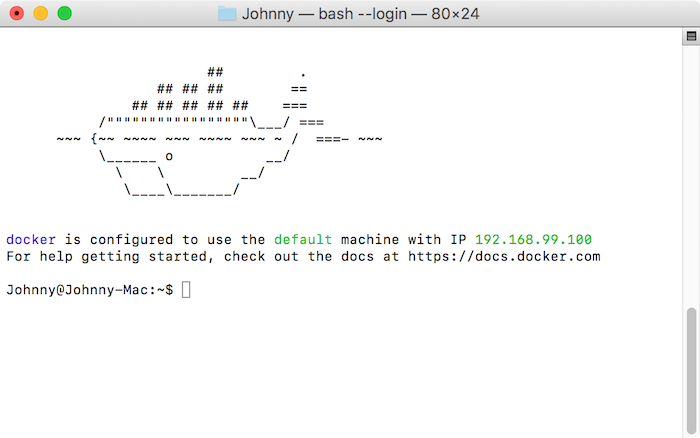 Johnny — bash --login — 80×24
                        ##         .
                  ## ## ##        ==
               ## ## ## ## ##    ===
           /"""""""""""""""""\___/ ===
      ~~~ {~~ ~~~~ ~~~ ~~~~ ~~~ ~ /  ===- ~~~
           \______ o           __/
             \    \         __/
              \____\_______/
docker is configured to use the default machine with IP 192.168.99.100
For help getting started, check out the docs at https://docs.docker.com
Johnny@Johnny-Mac:~$